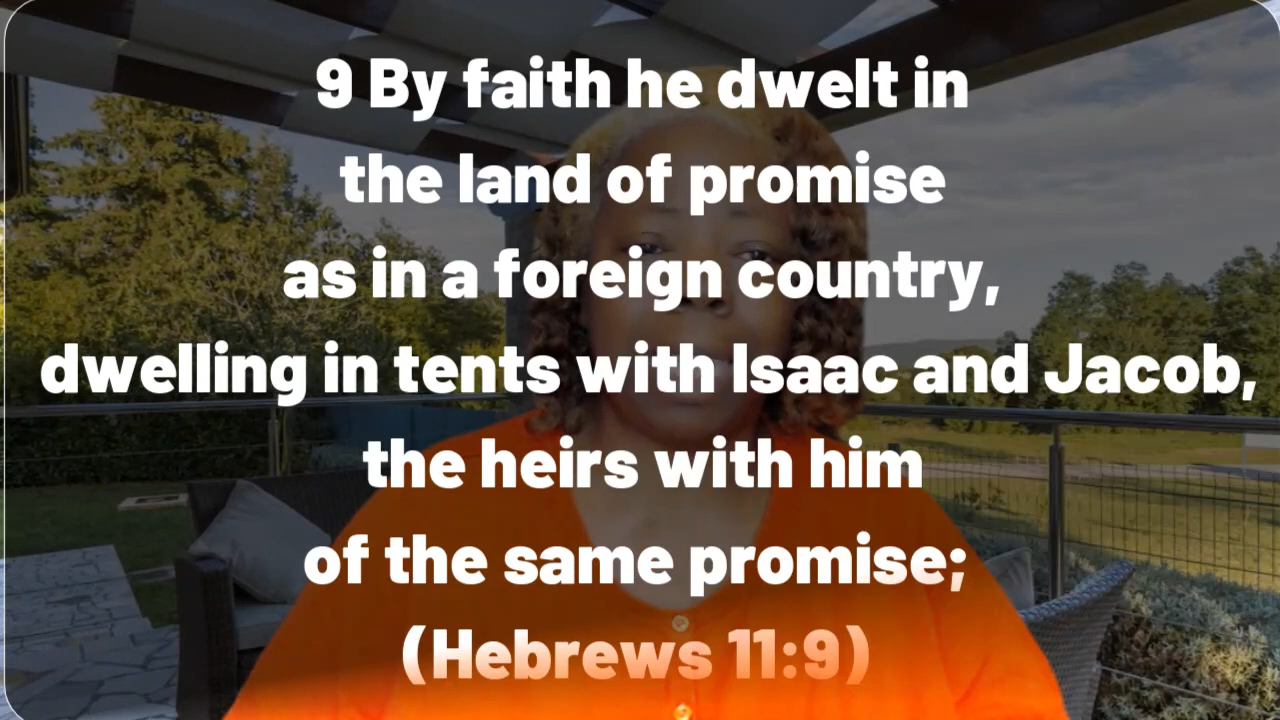 9 By faith he dwelt in
the land of promise
as in a foreign country,
dwelling in tents with Isaac and Jacob,
the heirs with him
of the same promise;
(Hebrews 11:9)